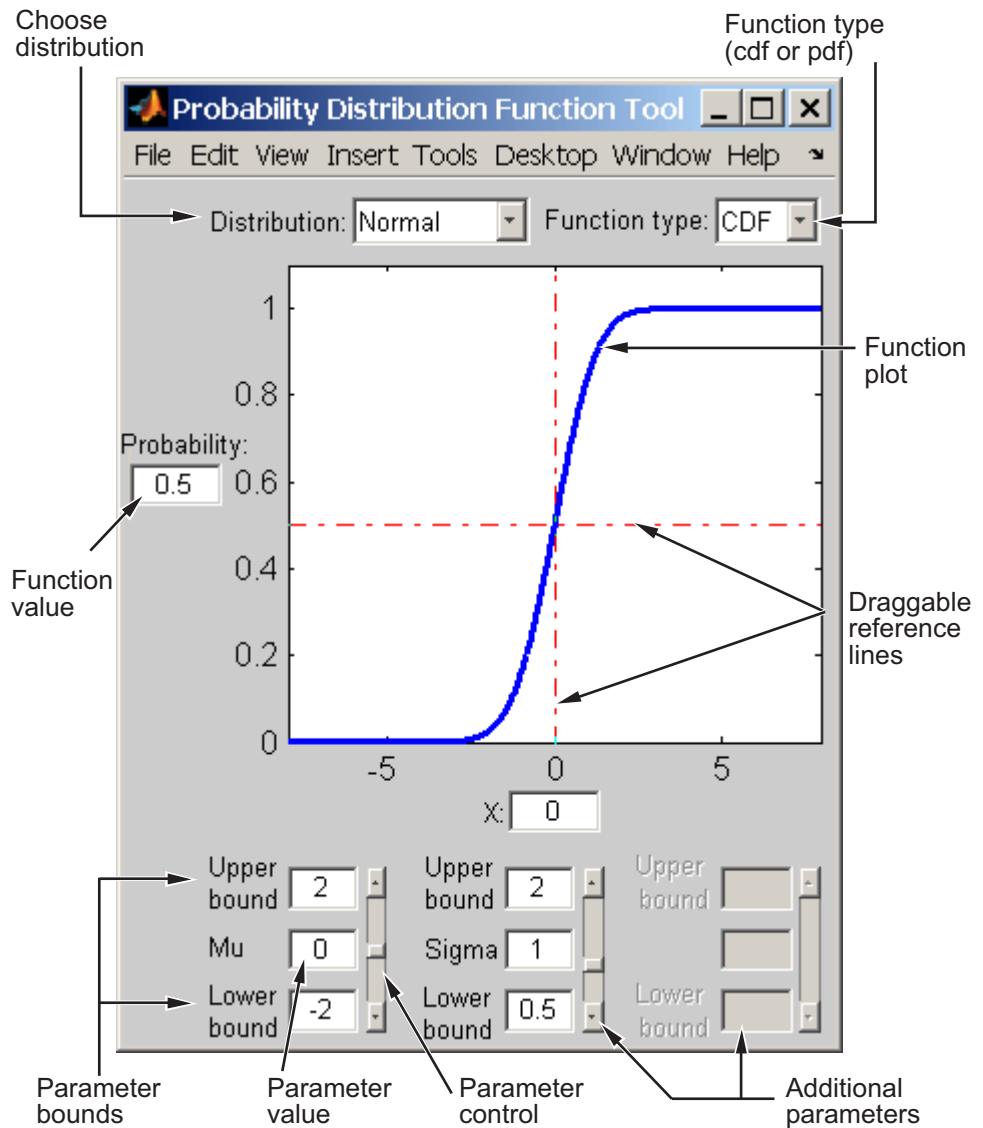 Choose
distribution
Function type
(cdf or pdf)
Probability Distribution Function Tool
File Edit View Insert Tools Desktop Window Help
Distribution: Normal Function type: CDF
1
0.8
Function
plot
Probability:
0.5
0.6
0.4
Function
value
Draggable
reference
lines
0.2
0
-5 0 5
X: 0
Upper
bound
2
Upper
bound
2
Upper
bound
Mu 0
Sigma 1
Lower
bound
-2
Lower
bound
0.5
Lower
bound
Parameter
bounds
Parameter
value
Parameter
control
Additional
parameters